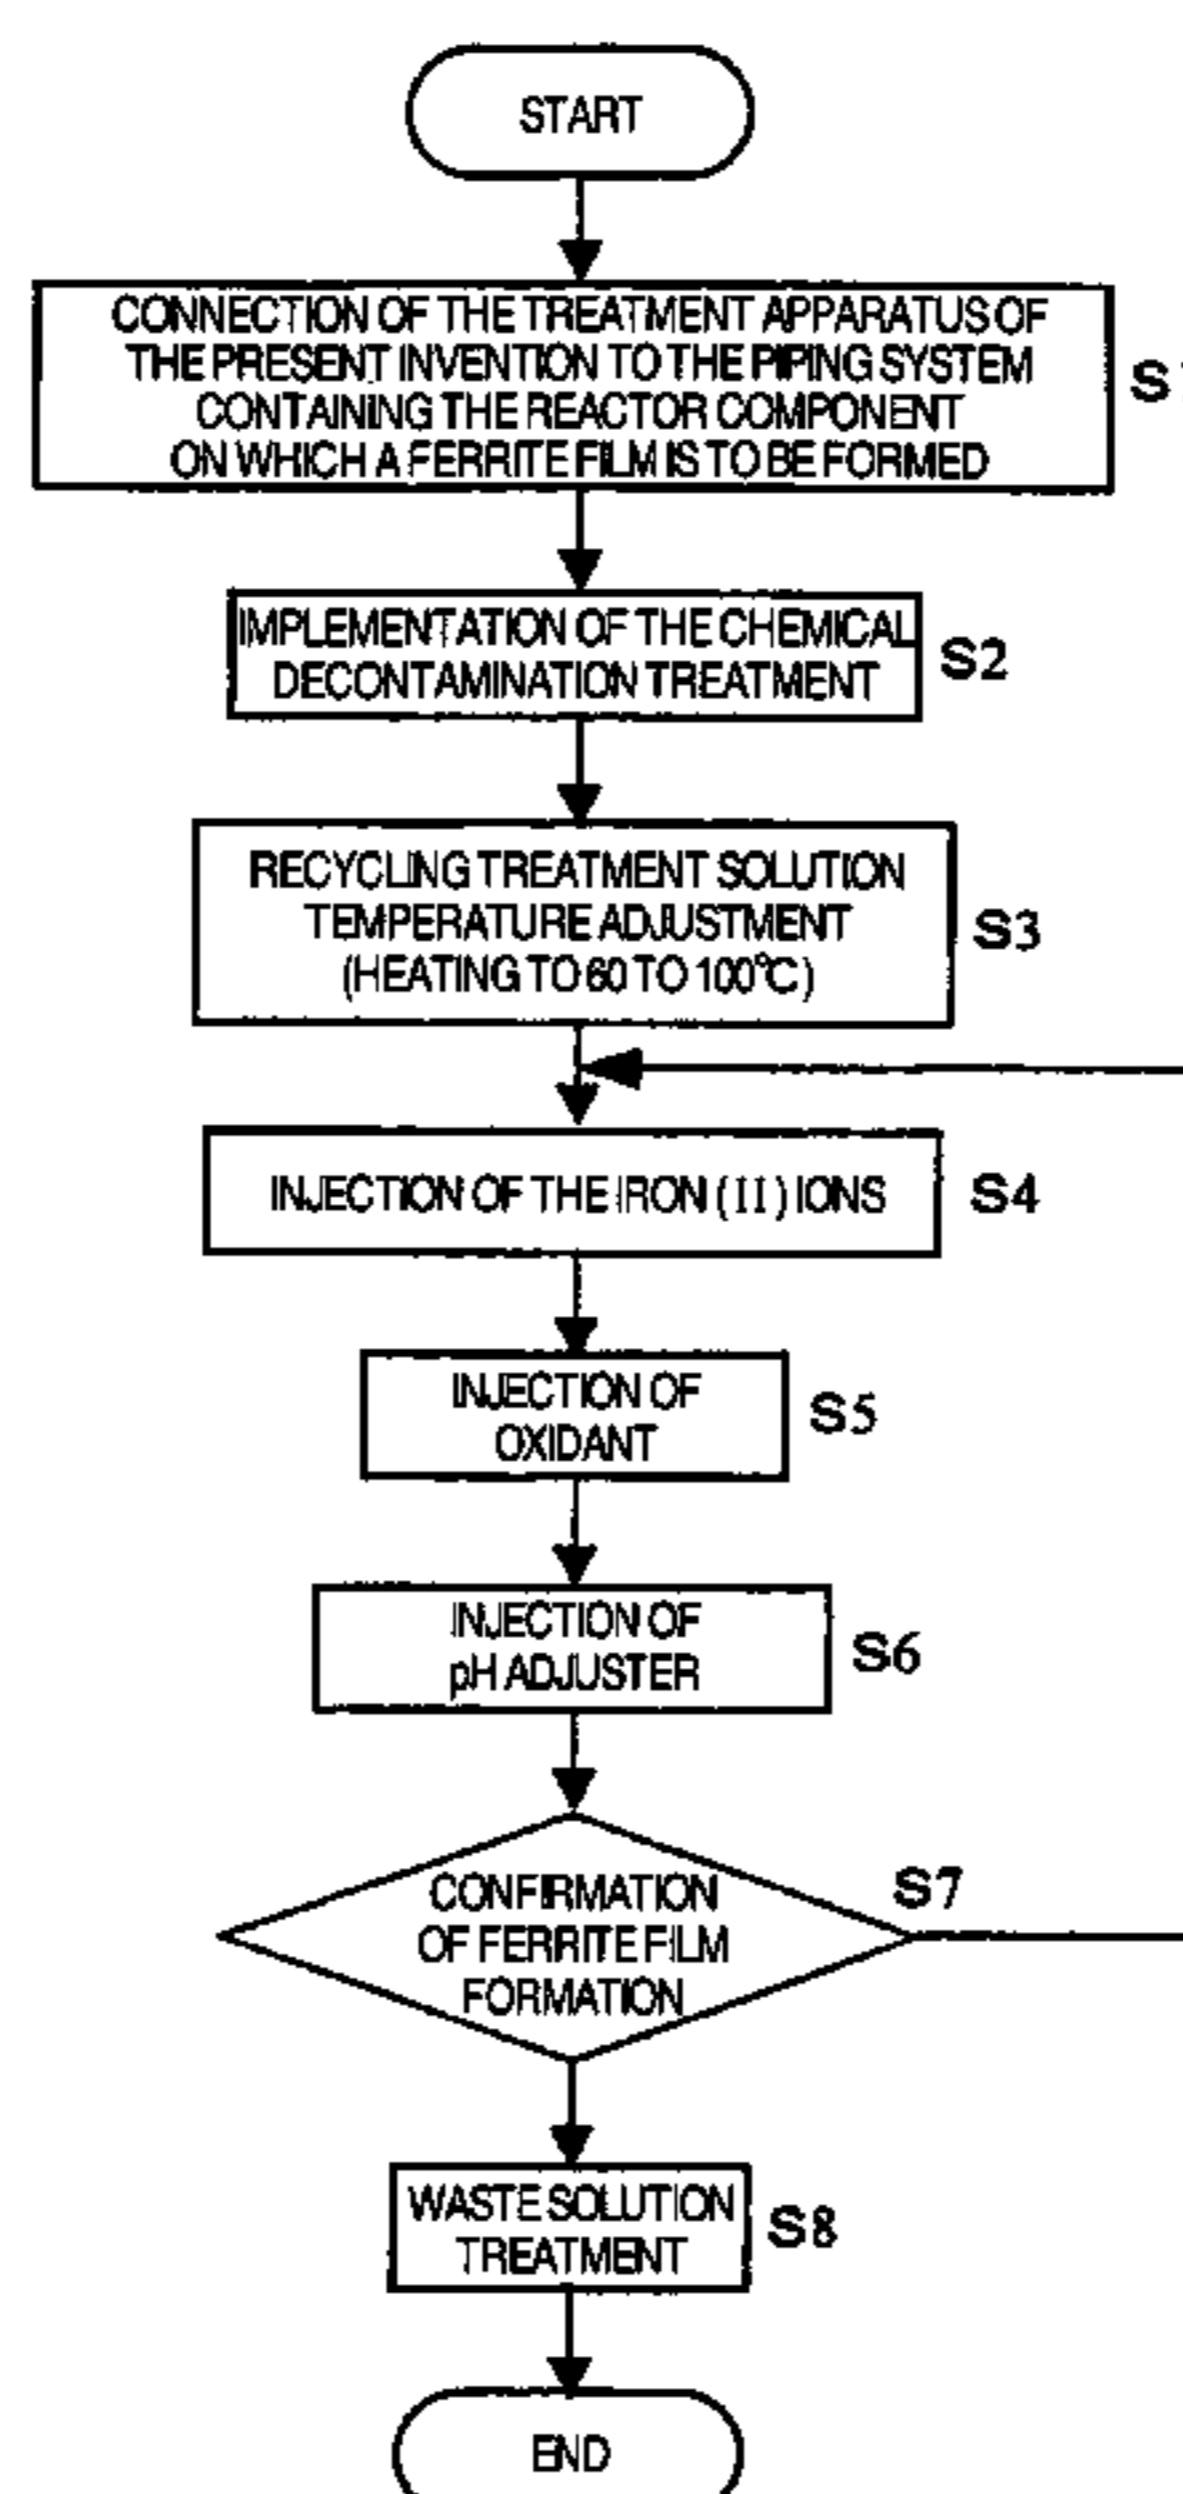 START
CONNECTION OF THE TREATMENT APPARATUS OF
THE PRESENT INVENTION TO THE PIPING SYSTEM
CONTAINING THE REACTOR COMPONENT
ON WHICH A FERRITE FILM IS TO BE FORMED
IMPLEMENTATION OF THE CHEMICAL
DECONTAMINATION TREATMENT
S2
RECYCLING TREATMENT SOLUTION
TEMPERATURE ADJUSTMENT
(HEATING TO 60 TO 100°C)
S3
INJECTION OF THE IRON (II) IONS
S4
INJECTION OF
OXIDANT
S5
INJECTION OF
pH ADJUSTER
S6
CONFIRMATION
OF FERRITE FILM
FORMATION
S7
WASTE SOLUTION
TREATMENT
S8
END